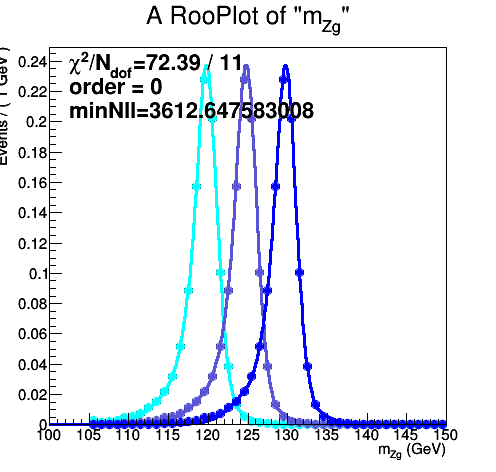 A RooPlot of "m_Zg"
χ²/N_dof=72.39 / 11
order = 0
minNll=3612.647583008
Events / ( 1 GeV )
0.24
0.22
0.2
0.18
0.16
0.14
0.12
0.1
0.08
0.06
0.04
0.02
0
100 105 110 115 120 125 130 135 140 145 150
m_Zg (GeV)